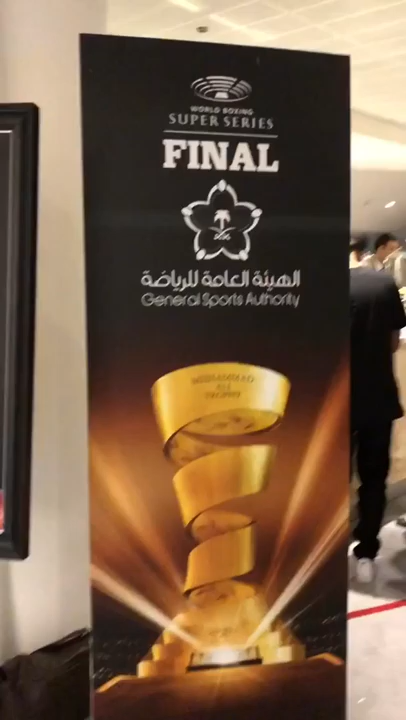 WORLD BOXING
SUPER SERIES
FINAL
الهيئة العامة للرياضة
General Sports Authority
MUHAMMAD
ALI
TROPHY